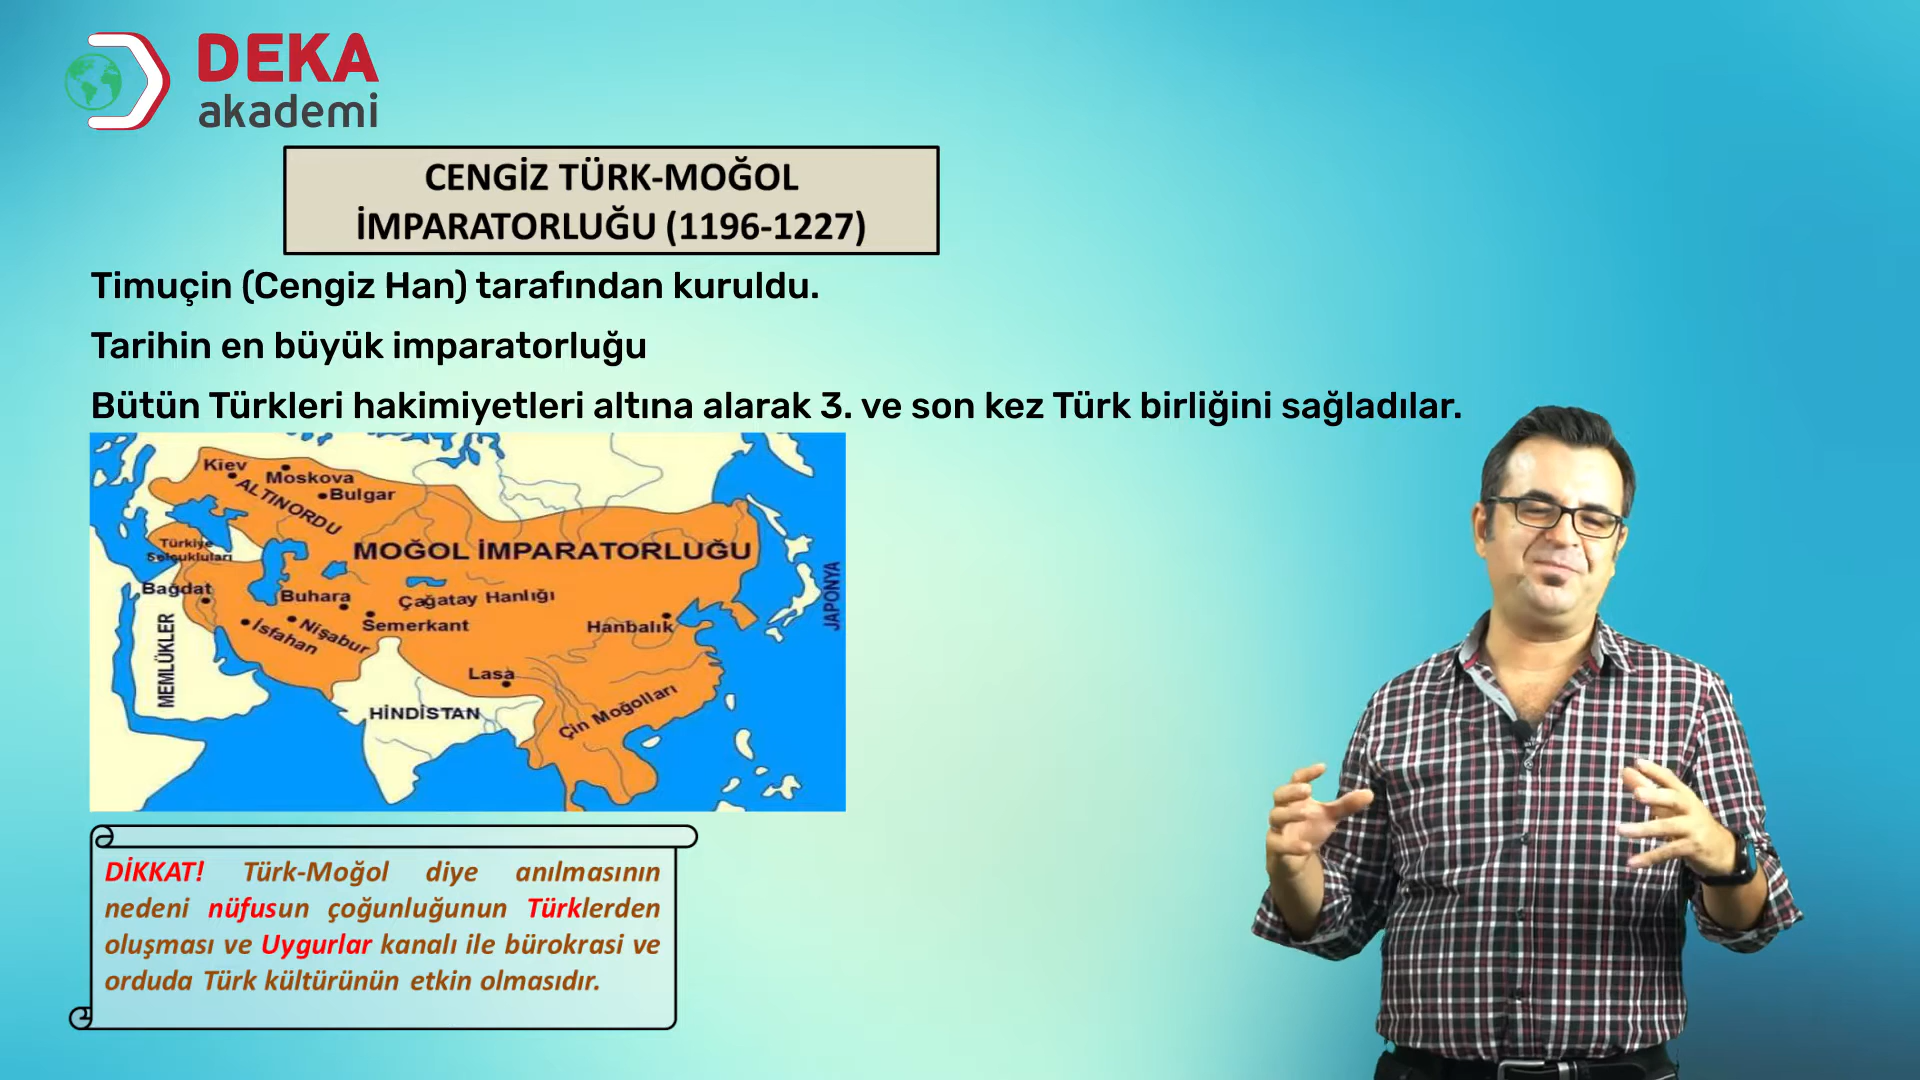 DEKA
akademi
CENGİZ TÜRK-MOĞOL
İMPARATORLUĞU (1196-1227)
Timuçin (Cengiz Han) tarafından kuruldu.
Tarihin en büyük imparatorluğu
Bütün Türkleri hakimiyetleri altına alarak 3. ve son kez Türk birliğini sağladılar.
Kiev
Moskova
Bulgar
ALTINORDU
Türkiye
Selçukluları
MOĞOL İMPARATORLUĞU
Bağdat
Buhara
Çağatay Hanlığı
JAPONYA
Semerkant
Hanbalık
İsfahan
Nişabur
MEMLÜKLER
Lasa
HİNDİSTAN
Çin Moğolları
DİKKAT! Türk-Moğol diye anılmasının
nedeni nüfusun çoğunluğunun Türklerden
oluşması ve Uygurlar kanalı ile bürokrasi ve
orduda Türk kültürünün etkin olmasıdır.